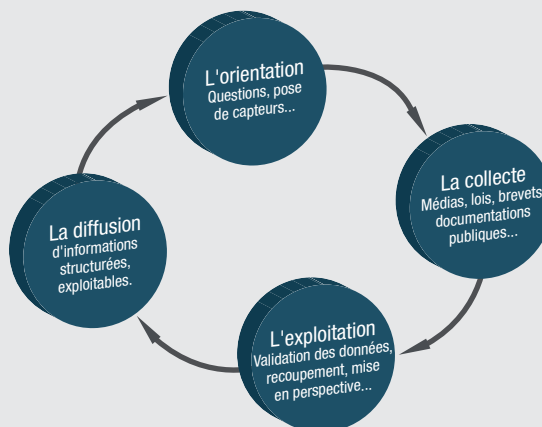 L'orientation
Questions, pose
de capteurs...
La collecte
Médias, lois, brevets,
documentations
publiques...
L'exploitation
Validation des données,
recoupement, mise
en perspective...
La diffusion
d'informations
structurées,
exploitables.